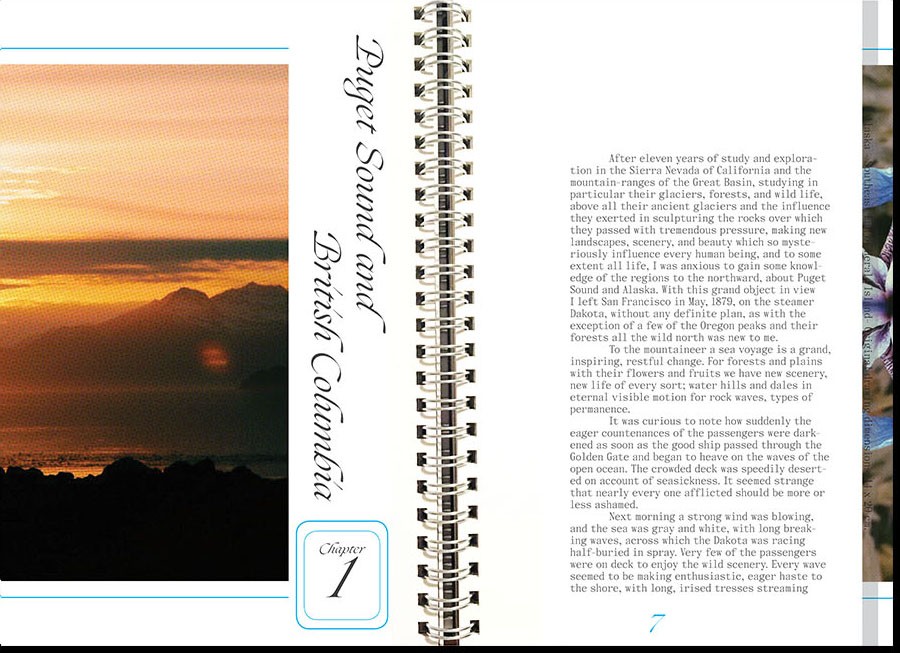 Puget Sound and
British Columbia
Chapter
1
After eleven years of study and explora-
tion in the Sierra Nevada of California and the
mountain-ranges of the Great Basin, studying in
particular their glaciers, forests, and wild life,
above all their ancient glaciers and the influence
they exerted in sculpturing the rocks over which
they passed with tremendous pressure, making new
landscapes, scenery, and beauty which so myste-
riously influence every human being, and to some
extent all life, I was anxious to gain some knowl-
edge of the regions to the northward, about Puget
Sound and Alaska. With this grand object in view
I left San Francisco in May, 1879, on the steamer
Dakota, without any definite plan, as with the
exception of a few of the Oregon peaks and their
forests all the wild north was new to me.
To the mountaineer a sea voyage is a grand,
inspiring, restful change. For forests and plains
with their flowers and fruits we have new scenery,
new life of every sort; water hills and dales in
eternal visible motion for rock waves, types of
permanence.
It was curious to note how suddenly the
eager countenances of the passengers were dark-
ened as soon as the good ship passed through the
Golden Gate and began to heave on the waves of the
open ocean. The crowded deck was speedily desert-
ed on account of seasickness. It seemed strange
that nearly every one afflicted should be more or
less ashamed.
Next morning a strong wind was blowing,
and the sea was gray and white, with long break-
ing waves, across which the Dakota was racing
half-buried in spray. Very few of the passengers
were on deck to enjoy the wild scenery. Every wave
seemed to be making enthusiastic, eager haste to
the shore, with long, irised tresses streaming
7